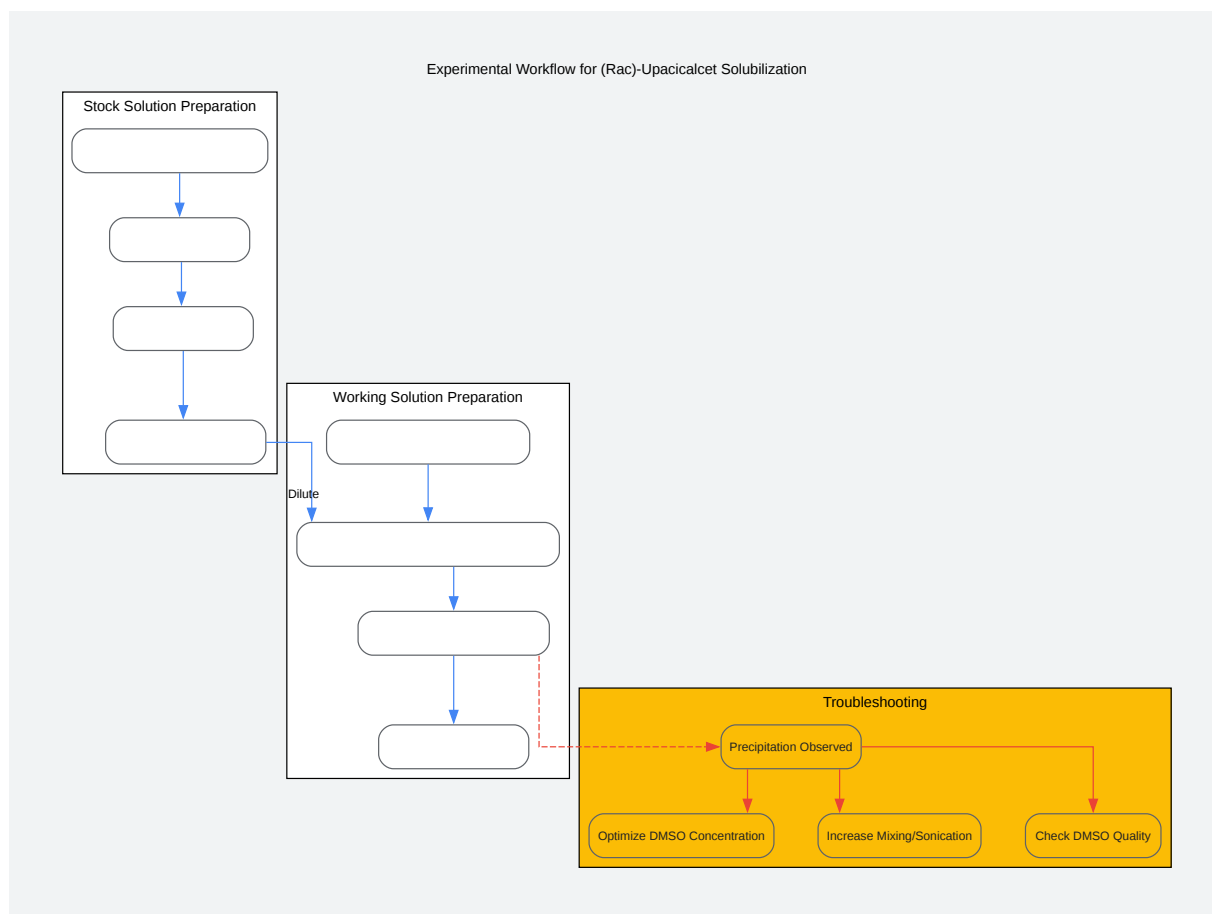 Experimental Workflow for (Rac)-Upacicalcet Solubilization
Stock Solution Preparation
Working Solution Preparation
Dilute
Troubleshooting
Precipitation Observed
Optimize DMSO Concentration
Increase Mixing/Sonication
Check DMSO Quality